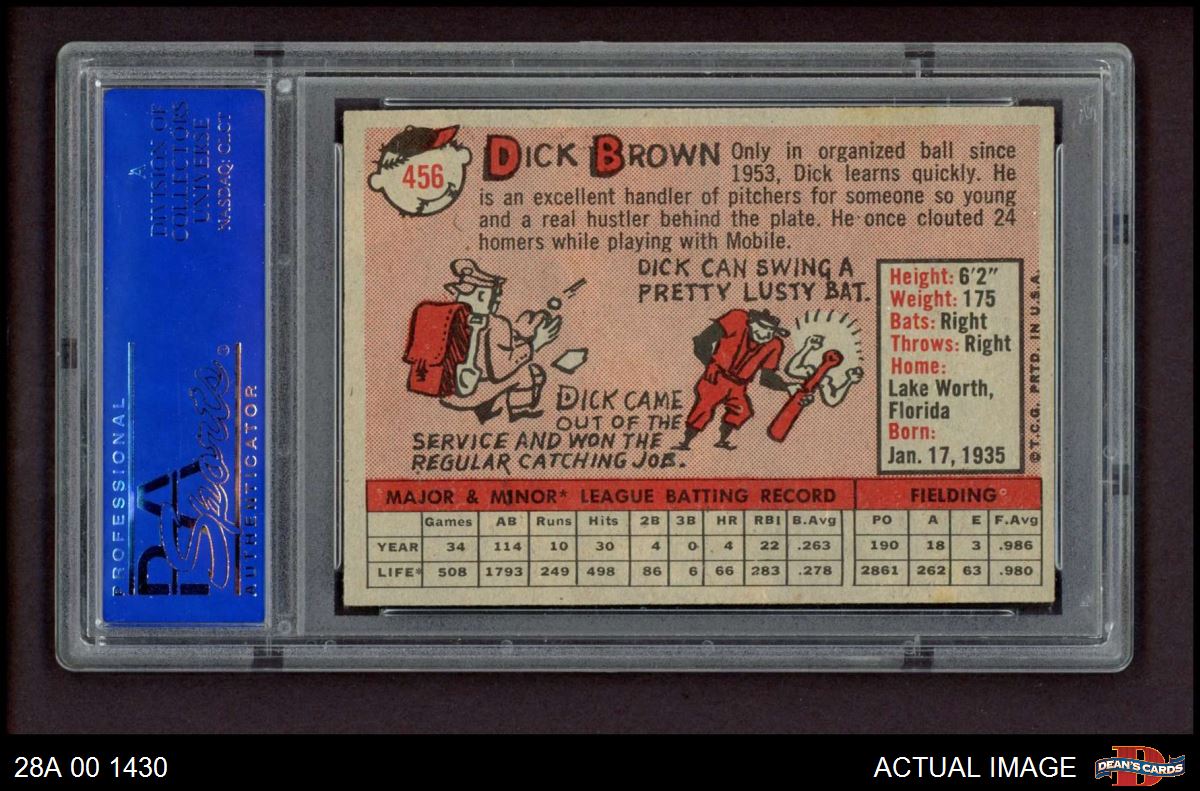 A
DIVISION OF
COLLECTORS
UNIVERSE
NASDAQ: CLCT
PROFESSIONAL
PSA
Sports®
AUTHENTICATOR
456
DICK BROWN
Only in organized ball since
1953, Dick learns quickly. He
is an excellent handler of pitchers for someone so young
and a real hustler behind the plate. He once clouted 24
homers while playing with Mobile.
DICK CAN SWING A
PRETTY LUSTY BAT.
DICK CAME
OUT OF THE
SERVICE AND WON THE
REGULAR CATCHING JOB.
Height: 6'2"
Weight: 175
Bats: Right
Throws: Right
Home:
Lake Worth,
Florida
Born:
Jan. 17, 1935
©T.C.G. PRTD. IN U.S.A.
MAJOR & MINOR* LEAGUE BATTING RECORD FIELDING°
Games AB Runs Hits 2B 3B HR RBI B.Avg PO A E F.Avg
YEAR 34 114 10 30 4 0 4 22 .263 190 18 3 .986
LIFE* 508 1793 249 498 86 6 66 283 .278 2861 262 63 .980
28A 00 1430
ACTUAL IMAGE
D
DEAN'S CARDS